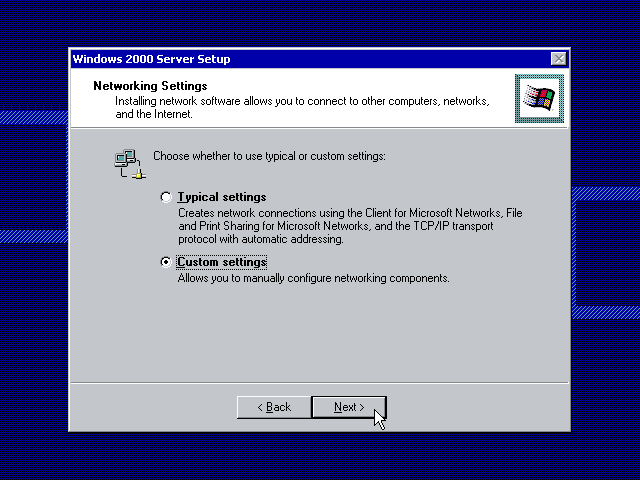 Windows 2000 Server Setup
Networking Settings
Installing network software allows you to connect to other computers, networks,
and the Internet.
Choose whether to use typical or custom settings:
Typical settings
Creates network connections using the Client for Microsoft Networks, File
and Print Sharing for Microsoft Networks, and the TCP/IP transport
protocol with automatic addressing.
Custom settings
Allows you to manually configure networking components.
< Back
Next >